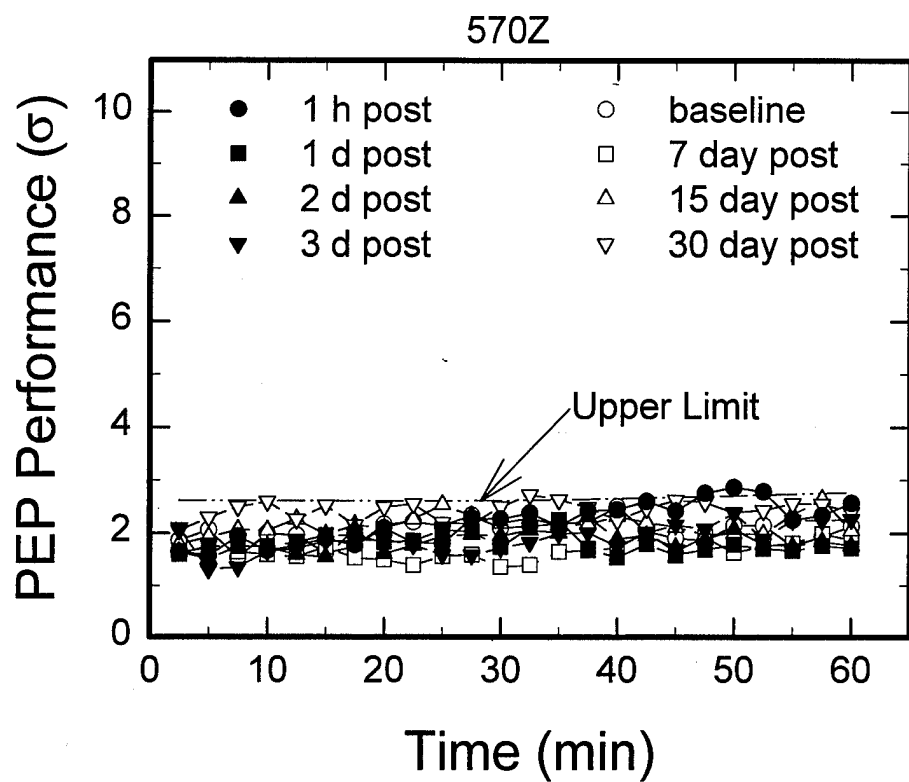 570Z
PEP Performance (σ)
10
8
6
4
2
0
1 h post
1 d post
2 d post
3 d post
baseline
7 day post
15 day post
30 day post
Upper Limit
0 10 20 30 40 50 60
Time (min)